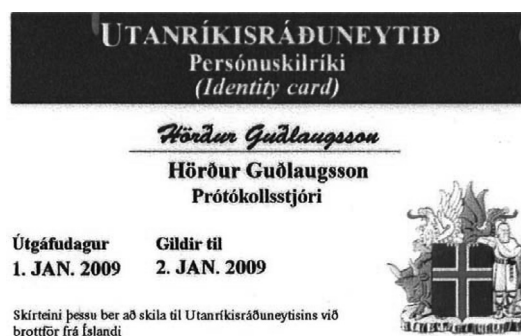 UTANRÍKISRÁÐUNEYTIÐ
Persónuskilríki
(Identity card)
Hörður Guðlaugsson
Hörður Guðlaugsson
Prótókollsstjóri
Útgáfudagur Gildir til
1. JAN. 2009 2. JAN. 2009
Skírteini þessu ber að skila til Utanríkisráðuneytisins við
brottför frá Íslandi